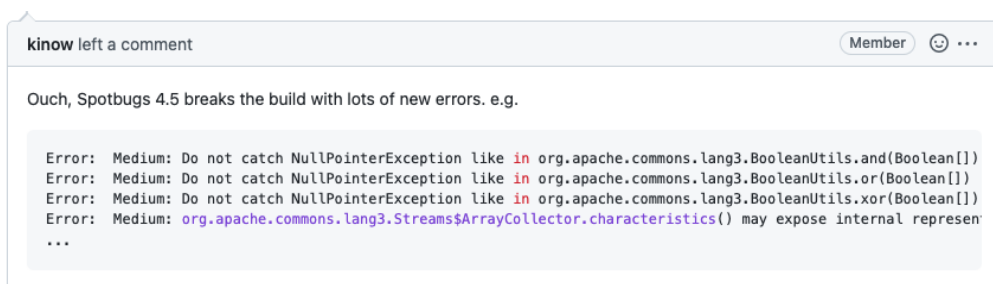 kinow left a comment
Member
Ouch, Spotbugs 4.5 breaks the build with lots of new errors. e.g.
Error:  Medium: Do not catch NullPointerException like in org.apache.commons.lang3.BooleanUtils.and(Boolean[])
Error:  Medium: Do not catch NullPointerException like in org.apache.commons.lang3.BooleanUtils.or(Boolean[])
Error:  Medium: Do not catch NullPointerException like in org.apache.commons.lang3.BooleanUtils.xor(Boolean[])
Error:  Medium: org.apache.commons.lang3.Streams$ArrayCollector.characteristics() may expose internal represen
...